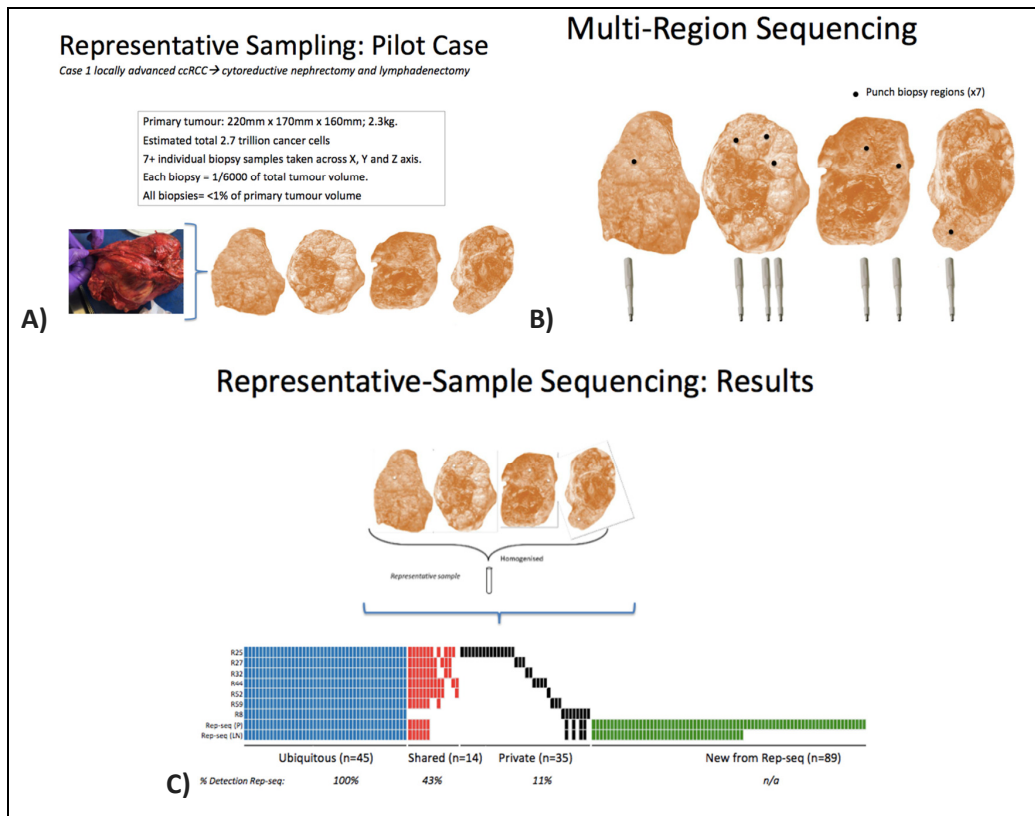 Representative Sampling: Pilot Case
Case 1 locally advanced ccRCC → cytoreductive nephrectomy and lymphadenectomy
Primary tumour: 220mm x 170mm x 160mm; 2.3kg.
Estimated total 2.7 trillion cancer cells
7+ individual biopsy samples taken across X, Y and Z axis.
Each biopsy = 1/6000 of total tumour volume.
All biopsies= <1% of primary tumour volume
A)
Multi-Region Sequencing
Punch biopsy regions (x7)
B)
Representative-Sample Sequencing: Results
Homogenised
Representative sample
R25
R27
R32
R44
R52
R59
R8
Rep-seq (P)
Rep-seq (LN)
Ubiquitous (n=45) Shared (n=14) Private (n=35) New from Rep-seq (n=89)
C) % Detection Rep-seq: 100% 43% 11% n/a